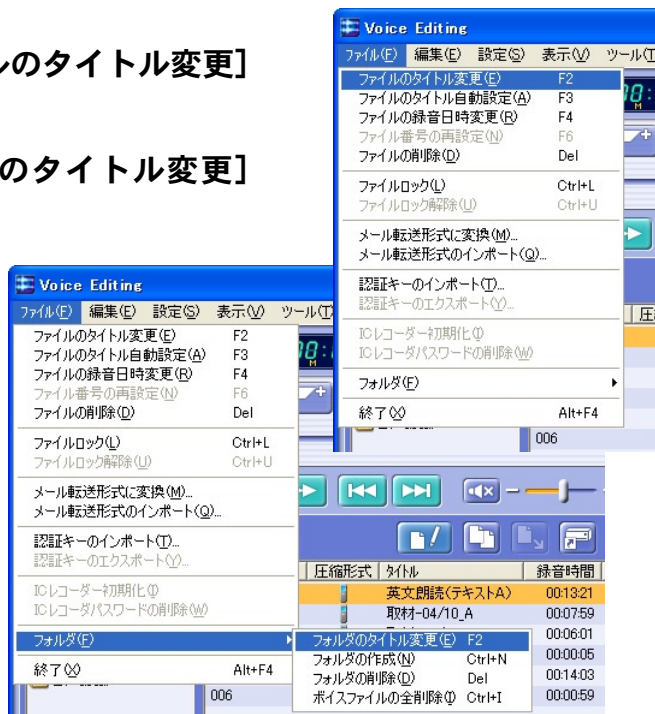 ルのタイトル変更]
のタイトル変更]
Voice Editing
ファイル(F) 編集(E) 設定(S) 表示(V) ツール(T
ファイルのタイトル変更(E) F2
ファイルのタイトル自動設定(A) F3
ファイルの録音日時変更(R) F4
ファイル番号の再設定(N) F6
ファイルの削除(D) Del
ファイルロック(L) Ctrl+L
ファイルロック解除(U) Ctrl+U
メール転送形式に変換(M)...
メール転送形式のインポート(Q)...
認証キーのインポート(T)...
認証キーのエクスポート(Y)...
ICレコーダー初期化(I)
ICレコーダパスワードの削除(W)
フォルダ(F)
終了(X) Alt+F4
006
Voice Editing
ファイル(F) 編集(E) 設定(S) 表示(V) ツール(T)
ファイルのタイトル変更(E) F2
ファイルのタイトル自動設定(A) F3
ファイルの録音日時変更(R) F4
ファイル番号の再設定(N) F6
ファイルの削除(D) Del
ファイルロック(L) Ctrl+L
ファイルロック解除(U) Ctrl+U
メール転送形式に変換(M)...
メール転送形式のインポート(Q)...
認証キーのインポート(T)...
認証キーのエクスポート(Y)...
ICレコーダー初期化(I)
ICレコーダパスワードの削除(W)
フォルダ(F)
終了(X) Alt+F4
圧縮形式 タイトル 録音時間
英文朗読(テキストA) 00:13:21
取材-04/10_A 00:07:59
00:06:01
フォルダのタイトル変更(E) F2
フォルダの作成(N) Ctrl+N 00:00:05
フォルダの削除(D) Del 00:14:03
ボイスファイルの全削除(I) Ctrl+I 00:00:59
006